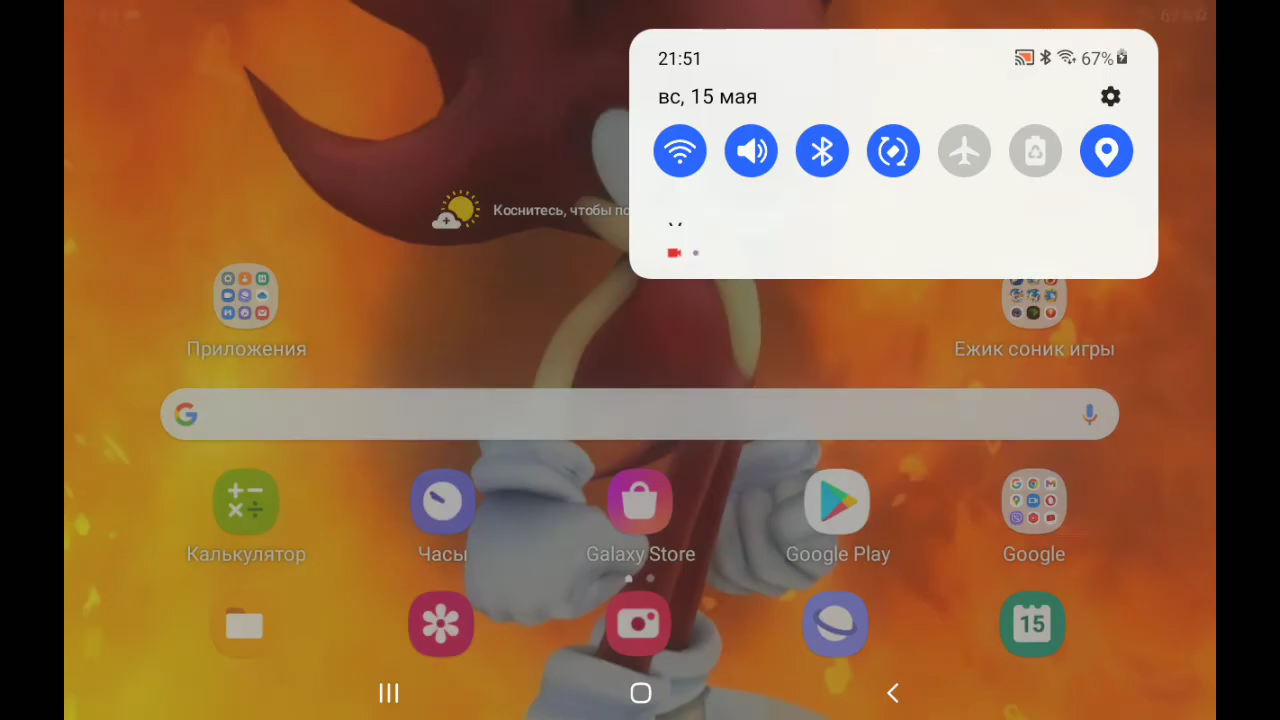 21:51
67%
вс, 15 мая
Коснитесь, чтобы по
Приложения
Ежик соник игры
Калькулятор
Часы
Galaxy Store
Google Play
Google
15